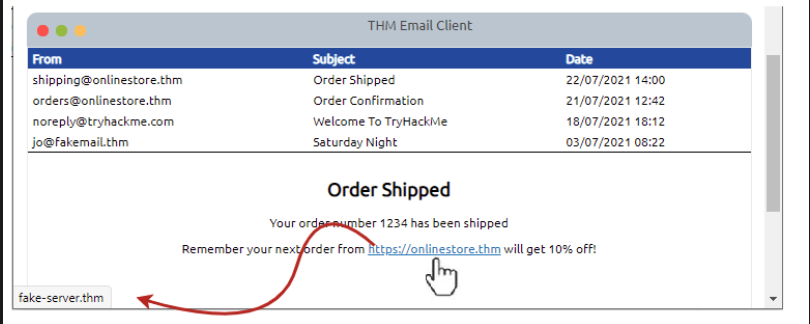 THM Email Client
From Subject Date
shipping@onlinestore.thm Order Shipped 22/07/2021 14:00
orders@onlinestore.thm Order Confirmation 21/07/2021 12:42
noreply@tryhackme.com Welcome To TryHackMe 18/07/2021 18:12
jo@fakemail.thm Saturday Night 03/07/2021 08:22
Order Shipped
Your order number 1234 has been shipped
Remember your next order from https://onlinestore.thm will get 10% off!
fake-server.thm